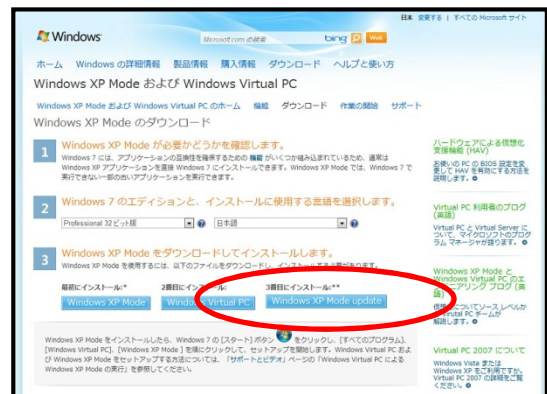 日本 変更する | すべての Microsoft サイト
Windows
Microsoft.com の検索 bing Web
ホーム Windows の詳細情報 製品情報 購入情報 ダウンロード ヘルプと使い方
Windows XP Mode および Windows Virtual PC
Windows XP Mode および Windows Virtual PC のホーム 機能 ダウンロード 作業の開始 サポート
Windows XP Mode のダウンロード
1 Windows XP Mode が必要かどうかを確認します。
Windows 7 には、アプリケーションの互換性を確保するための 機能 がいくつか組み込まれているため、通常は
Windows XP アプリケーションを直接 Windows 7 にインストールできます。Windows XP Mode では、Windows 7 で
実行できない一部の古いアプリケーションを実行できます。
2 Windows 7 のエディションと、インストールに使用する言語を選択します。
Professional 32ビット版 日本語
3 Windows XP Mode をダウンロードしてインストールします。
Windows XP Mode を使用するには、以下のファイルをダウンロードし、インストールする必要があります。
最初にインストール:* 2番目にインストール: 3番目にインストール:**
Windows XP Mode Windows Virtual PC Windows XP Mode update
Windows XP Mode をインストールしたら、Windows 7 の [スタート] ボタン をクリックし、[すべてのプログラム]、
[Windows Virtual PC]、[Windows XP Mode] を順にクリックして、セットアップを開始します。Windows Virtual PC およ
び Windows XP Mode をセットアップする方法については、「サポートとビデオ」ページの「Windows Virtual PC による
Windows XP Mode の実行」を参照してください。
ハードウェアによる仮想化
支援機能 (HAV)
お使いの PC の BIOS 設定を変
更して HAV を有効にする方法を
説明します。
Virtual PC 利用者のブログ
(英語)
Virtual PC と Virtual Server に
ついて、マイクロソフトのプログ
ラム マネージャが語ります。
Windows XP Mode と
Windows Virtual PC のエ
ンジニアリング ブログ (英
語)
についてソース レベルか
PC チームが
解説します。
Virtual PC 2007 について
Windows Vista または
Windows XP をご利用ですか。
Virtual PC 2007 の詳細をご覧
ください。